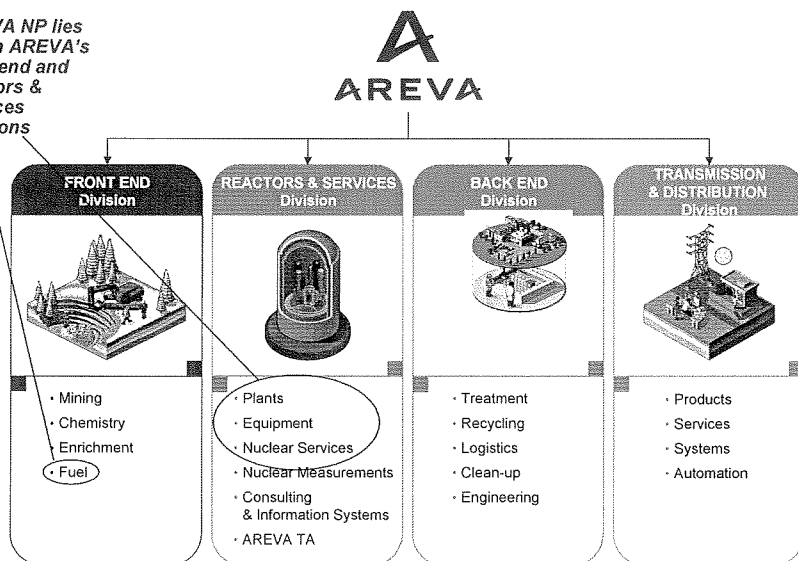 VA NP lies
AREVA's
end and
ors &
ces
ons
AREVA
FRONT END
Division
REACTORS & SERVICES
Division
BACK END
Division
TRANSMISSION
& DISTRIBUTION
Division
· Mining
· Chemistry
· Enrichment
· Fuel
· Plants
· Equipment
· Nuclear Services
· Nuclear Measurements
· Consulting
& Information Systems
· AREVA TA
· Treatment
· Recycling
· Logistics
· Clean-up
· Engineering
· Products
· Services
· Systems
· Automation